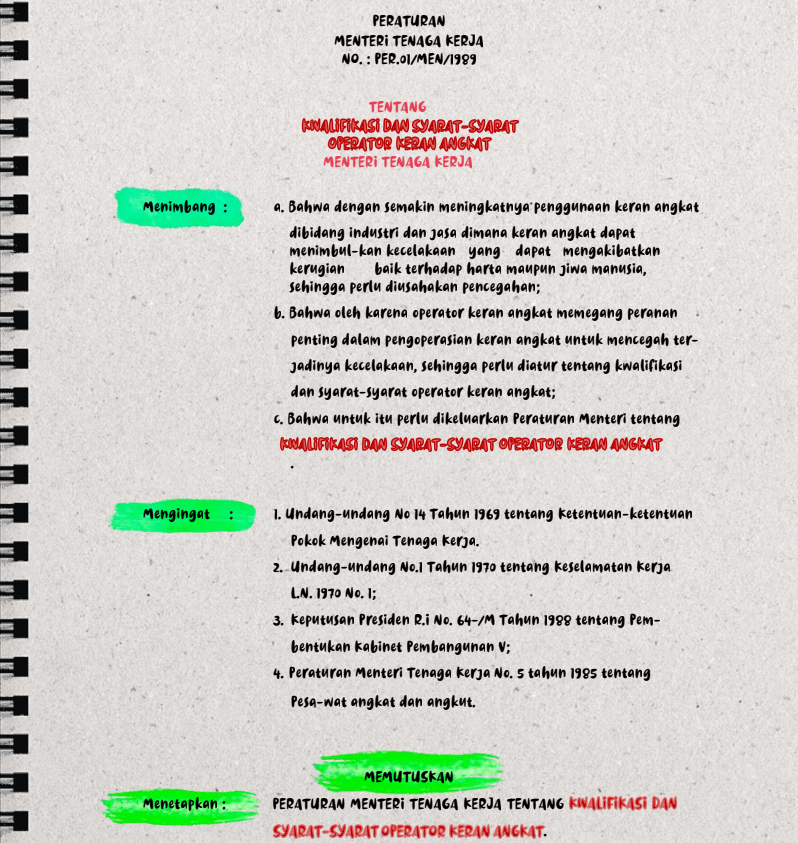 PERATURAN
MENTERI TENAGA KERJA
NO. : PER.01/MEN/1989
TENTANG
KWALIFIKASI DAN SYARAT-SYARAT
OPERATOR KERAN ANGKAT
MENTERI TENAGA KERJA
Menimbang : a. Bahwa dengan semakin meningkatnya penggunaan keran angkat
dibidang industri dan jasa dimana keran angkat dapat
menimbul-kan kecelakaan yang dapat mengakibatkan
kerugian baik terhadap harta maupun jiwa manusia,
sehingga perlu diusahakan pencegahan;
b. Bahwa oleh karena operator keran angkat memegang peranan
penting dalam pengoperasian keran angkat untuk mencegah ter-
jadinya kecelakaan, sehingga perlu diatur tentang kwalifikasi
dan syarat-syarat operator keran angkat;
c. Bahwa untuk itu perlu dikeluarkan Peraturan Menteri tentang
KWALIFIKASI DAN SYARAT-SYARAT OPERATOR KERAN ANGKAT
.
Mengingat : 1. Undang-undang No 14 Tahun 1969 tentang Ketentuan-ketentuan
Pokok Mengenai Tenaga Kerja.
2. Undang-undang No.1 Tahun 1970 tentang Keselamatan Kerja
L.N. 1970 No. 1;
3. Keputusan Presiden R.i No. 64-/M Tahun 1988 tentang Pem-
bentukan Kabinet Pembangunan V;
4. Peraturan Menteri Tenaga Kerja No. 5 tahun 1985 tentang
Pesa-wat angkat dan angkut.
MEMUTUSKAN
Menetapkan : PERATURAN MENTERI TENAGA KERJA TENTANG KWALIFIKASI DAN
SYARAT-SYARAT OPERATOR KERAN ANGKAT.